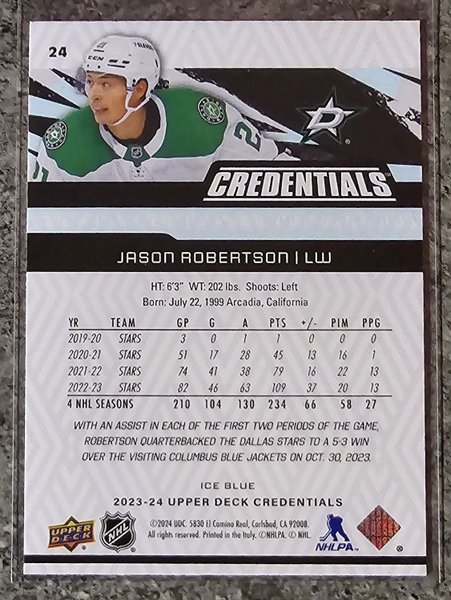 24
CREDENTIALS
JASON ROBERTSON | LW
HT: 6'3" WT: 202 lbs. Shoots: Left
Born: July 22, 1999 Arcadia, California
YR TEAM GP G A PTS +/- PIM PPG
2019-20 STARS 3 0 1 1 0 0 0
2020-21 STARS 51 17 28 45 13 16 1
2021-22 STARS 74 41 38 79 16 22 13
2022-23 STARS 82 46 63 109 37 20 13
4 NHL SEASONS 210 104 130 234 66 58 27
WITH AN ASSIST IN EACH OF THE FIRST TWO PERIODS OF THE GAME,
ROBERTSON QUARTERBACKED THE DALLAS STARS TO A 5-3 WIN
OVER THE VISITING COLUMBUS BLUE JACKETS ON OCT. 30, 2023.
ICE BLUE
2023-24 UPPER DECK CREDENTIALS
UPPER DECK
NHL
©2024 UDC. 5830 El Camino Real, Carlsbad, CA 92008.
All rights reserved. Printed in the Italy. ©NHLPA. © NHL.
NHLPA
®